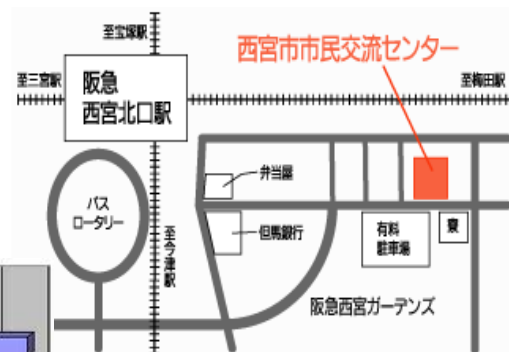 至宝塚駅
西宮市市民交流センター
至三宮駅
阪急
西宮北口駅
至梅田駅
弁当屋
バス
ロータリー
至今津駅
但馬銀行
有料
駐車場
寮
阪急西宮ガーデンズ